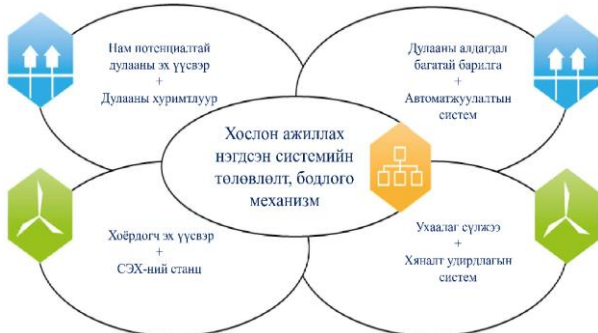 Нам потенциалтай
дулааны эх үүсвэр
+
Дулааны хуримтлуур
Дулааны алдагдал
багатай барилга
+
Автоматжуулалтын
систем
Хослон ажиллах
нэгдсэн системийн
төлөвлөлт, бодлого
механизм
Хоёрдогч эх үүсвэр
+
СЭХ-ний станц
Ухаалаг сүлжээ
+
Хяналт удирдлагын
систем